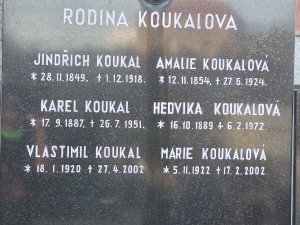 RODINA KOUKALOVA
JINDŘICH KOUKAL AMALIE KOUKALOVÁ
* 28.11.1849, + 1.12.1918. * 12.11.1854, + 27.6.1924.
KAREL KOUKAL HEDVIKA KOUKALOVÁ
* 17.9.1887, + 26.7.1951. * 16.10.1889 + 6.2.1972.
VLASTIMIL KOUKAL MARIE KOUKALOVÁ
* 18.1.1920 + 27.4.2002 * 5.11.1922 + 17.2.2002